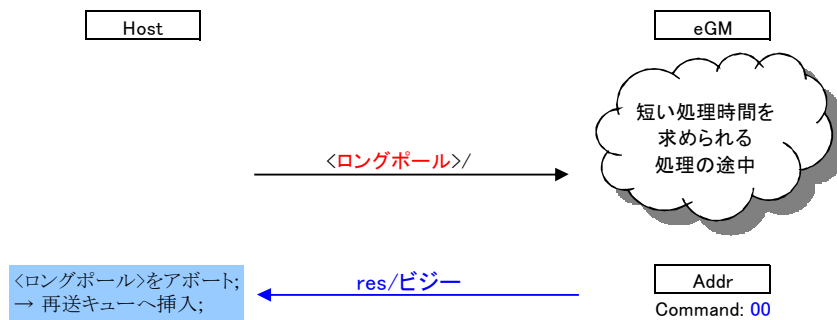 Host
eGM
短い処理時間を
求められる
処理の途中
<ロングポール>/
<ロングポール>をアボート;
→ 再送キューへ挿入;
res/ビジー
Addr
Command: 00